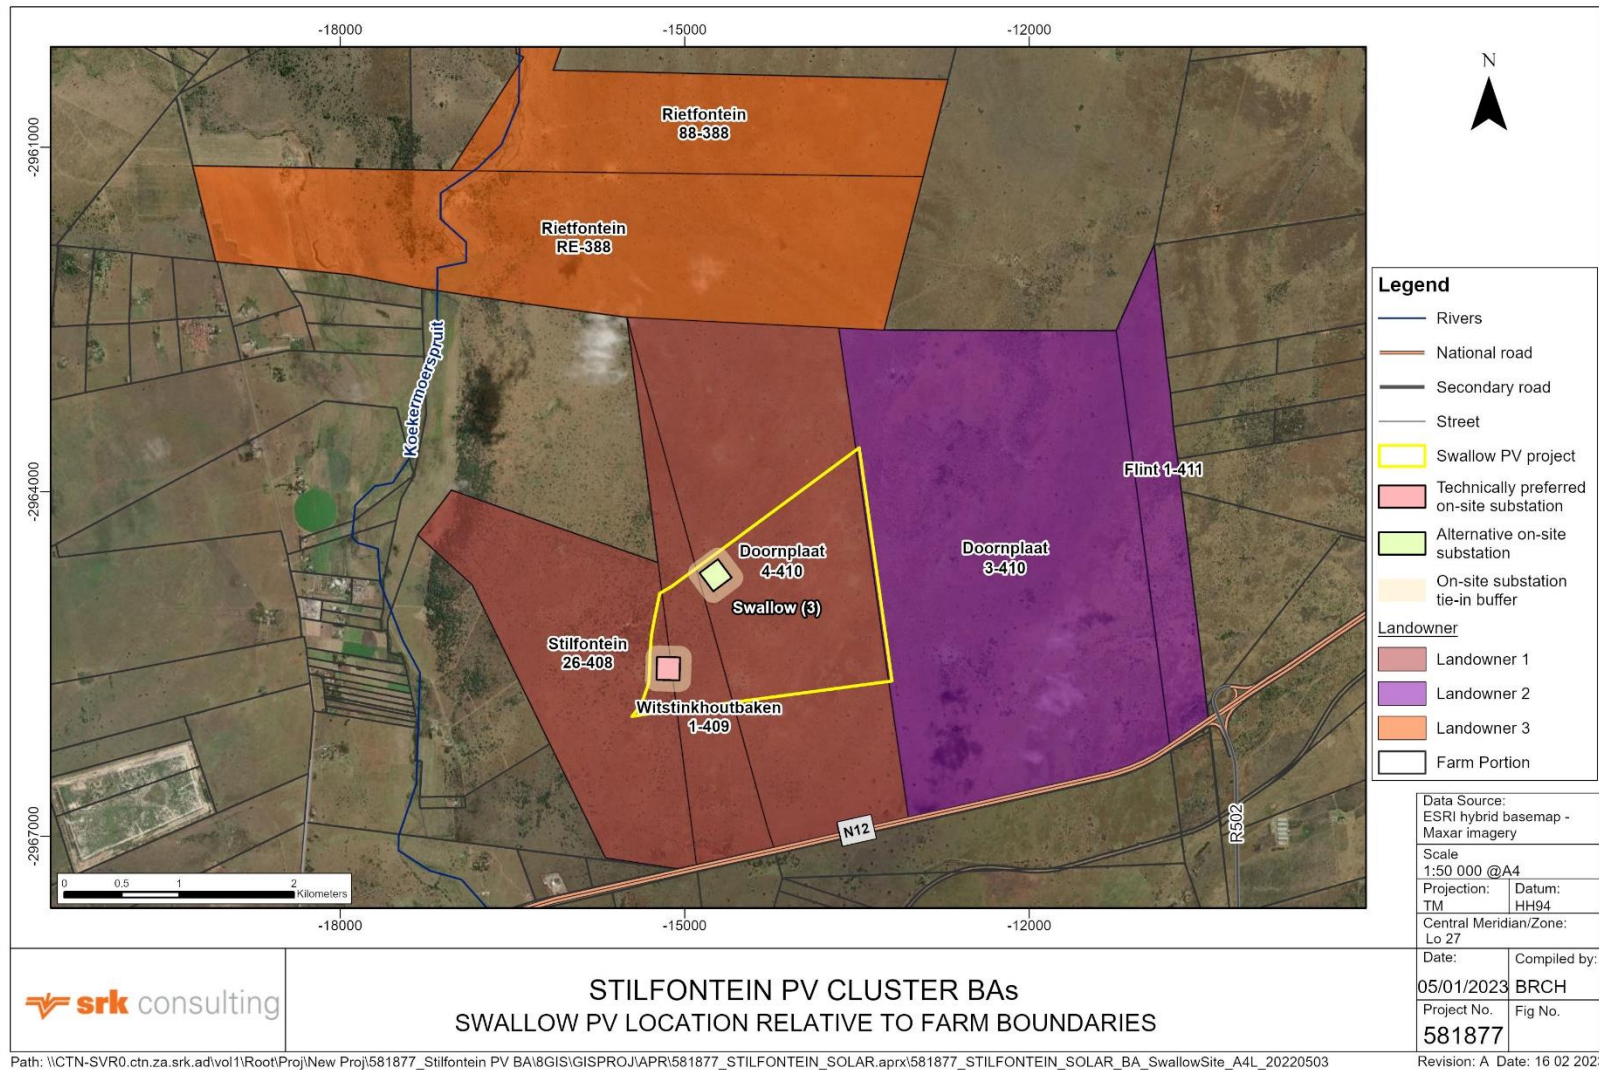 -18000
-15000
-12000
N
-2961000
-2964000
-2967000
Rietfontein
88-388
Rietfontein
RE-388
Koekermoerspruit
Flint 1-411
Doornplaat
4-410
Doornplaat
3-410
Swallow (3)
Stilfontein
26-408
Witstinkhoutbaken
1-409
N12
R502
0 0.5 1 2
Kilometers
-18000
-15000
-12000
Legend
Rivers
National road
Secondary road
Street
Swallow PV project
Technically preferred
on-site substation
Alternative on-site
substation
On-site substation
tie-in buffer
Landowner
Landowner 1
Landowner 2
Landowner 3
Farm Portion
Data Source:
ESRI hybrid basemap -
Maxar imagery
Scale
1:50 000 @A4
Projection: Datum:
TM HH94
Central Meridian/Zone:
Lo 27
Date: Compiled by:
05/01/2023 BRCH
Project No. Fig No.
581877
srk consulting
STILFONTEIN PV CLUSTER BAs
SWALLOW PV LOCATION RELATIVE TO FARM BOUNDARIES
Path: \\CTN-SVR0.ctn.za.srk.ad\vol1\Root\Proj\New Proj\581877_Stilfontein PV BA\8GIS\GISPROJ\APR\581877_STILFONTEIN_SOLAR.aprx\581877_STILFONTEIN_SOLAR_BA_SwallowSite_A4L_20220503
Revision: A Date: 16 02 2023